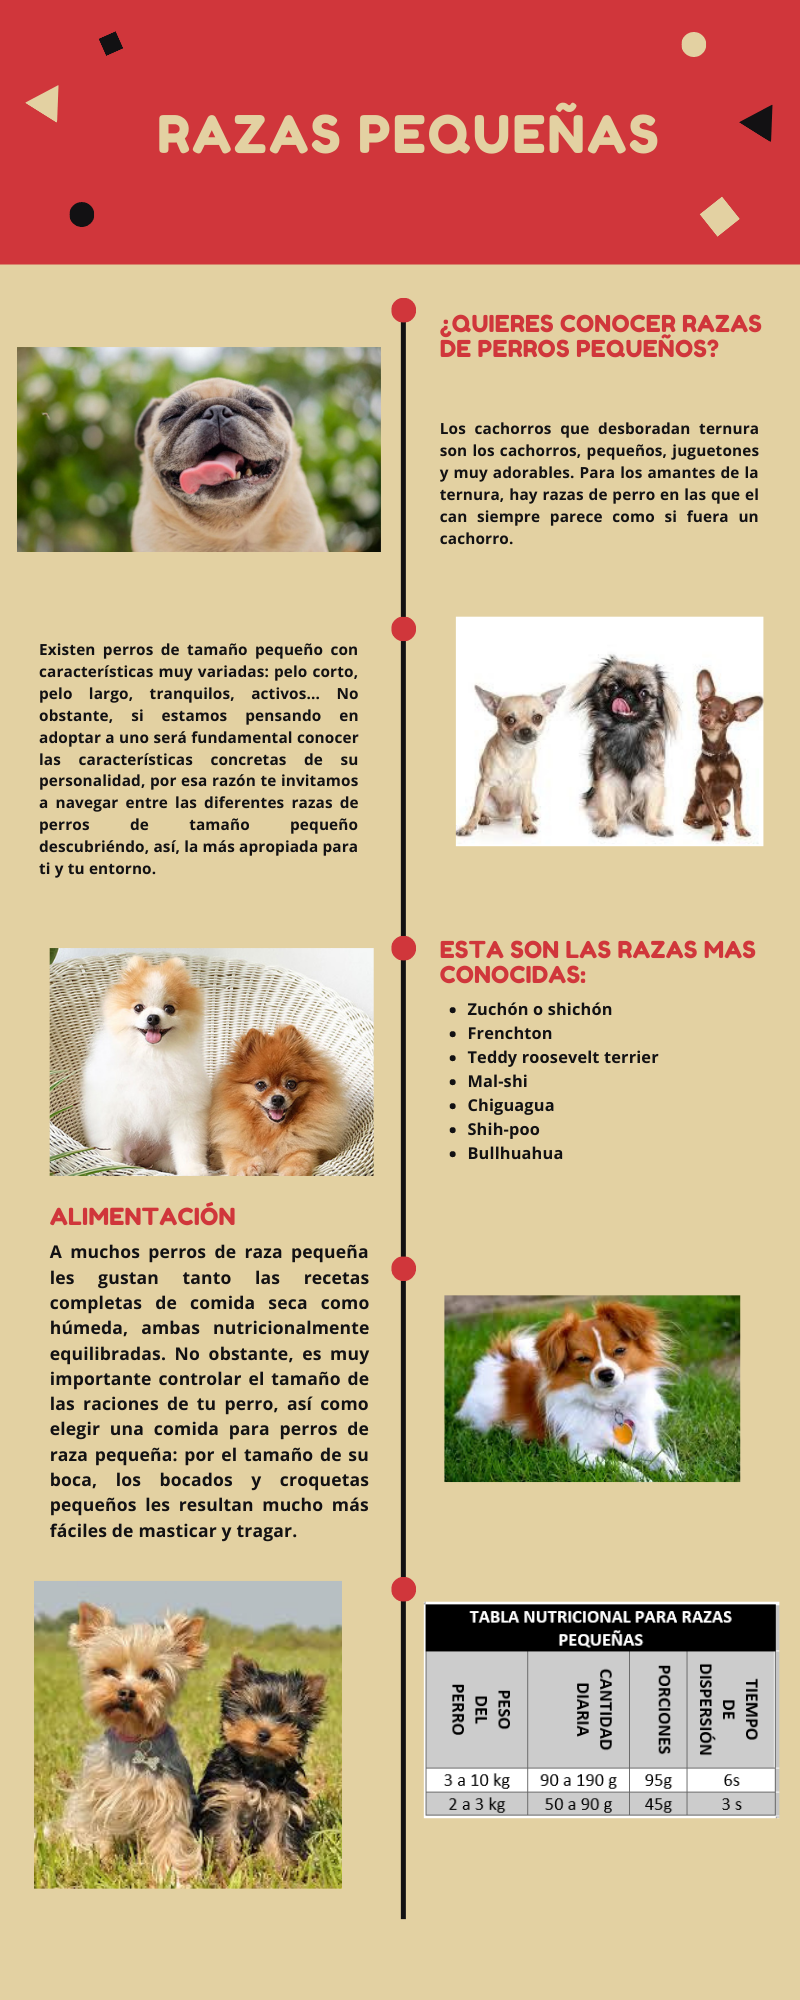 RAZAS PEQUEÑAS
¿QUIERES CONOCER RAZAS
DE PERROS PEQUEÑOS?
Los cachorros que desboradan ternura
son los cachorros, pequeños, juguetones
y muy adorables. Para los amantes de la
ternura, hay razas de perro en las que el
can siempre parece como si fuera un
cachorro.
Existen perros de tamaño pequeño con
características muy variadas: pelo corto,
pelo largo, tranquilos, activos... No
obstante, si estamos pensando en
adoptar a uno será fundamental conocer
las características concretas de su
personalidad, por esa razón te invitamos
a navegar entre las diferentes razas de
perros de tamaño pequeño
descubriéndo, así, la más apropiada para
ti y tu entorno.
ESTA SON LAS RAZAS MAS
CONOCIDAS:
• Zuchón o shichón
• Frenchton
• Teddy roosevelt terrier
• Mal-shi
• Chiguagua
• Shih-poo
• Bullhuahua
ALIMENTACIÓN
A muchos perros de raza pequeña
les gustan tanto las recetas
completas de comida seca como
húmeda, ambas nutricionalmente
equilibradas. No obstante, es muy
importante controlar el tamaño de
las raciones de tu perro, así como
elegir una comida para perros de
raza pequeña: por el tamaño de su
boca, los bocados y croquetas
pequeños les resultan mucho más
fáciles de masticar y tragar.
TABLA NUTRICIONAL PARA RAZAS
PEQUEÑAS
PESO
DEL
PERRO
CANTIDAD
DIARIA
PORCIONES
TIEMPO
DE
DISPERSIÓN
3 a 10 kg 90 a 190 g 95g 6s
2 a 3 kg 50 a 90 g 45g 3 s